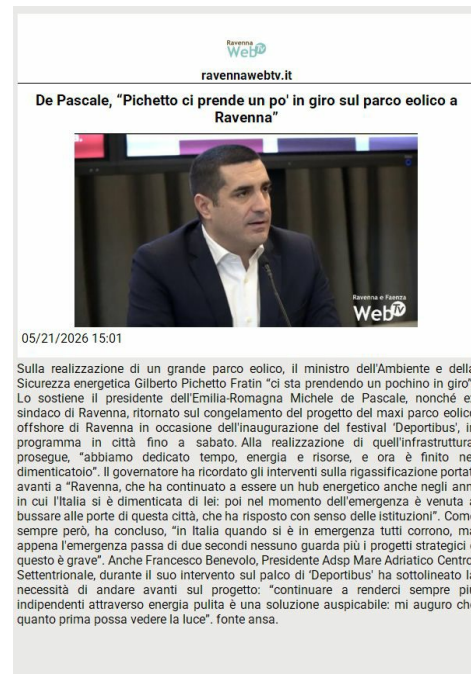 Ravenna
Web Tv
ravennawebtv.it
De Pascale, “Pichetto ci prende un po' in giro sul parco eolico a
Ravenna”
Ravenna e Faenza
Web Tv
05/21/2026 15:01
Sulla realizzazione di un grande parco eolico, il ministro dell'Ambiente e della
Sicurezza energetica Gilberto Pichetto Fratin “ci sta prendendo un pochino in giro”.
Lo sostiene il presidente dell'Emilia-Romagna Michele de Pascale, nonché
sindaco di Ravenna, ritornato sul congelamento del progetto del maxi parco eolico
offshore di Ravenna in occasione dell'inaugurazione del festival ‘Deportibus', in
programma in città fino a sabato. Alla realizzazione di quell'infrastruttura,
prosegue, “abbiamo dedicato tempo, energia e risorse, e ora è finito nel
dimenticatoio”. Il governatore ha ricordato gli interventi sulla rigassificazione portati
avanti a “Ravenna, che ha continuato a essere un hub energetico anche negli anni
in cui l'Italia si è dimenticata di lei: poi nel momento dell'emergenza è venuta a
bussare alle porte di questa città, che ha risposto con senso delle istituzioni”. Come
sempre però, ha concluso, “in Italia quando si è in emergenza tutti corrono, ma
appena l'emergenza passa di due secondi nessuno guarda più i progetti strategici e
questo è grave”. Anche Francesco Benevolo, Presidente Adsp Mare Adriatico Centro
Settentrionale, durante il suo intervento sul palco di ‘Deportibus' ha sottolineato la
necessità di andare avanti sul progetto: “continuare a renderci sempre più
indipendenti attraverso energia pulita è una soluzione auspicabile: mi auguro che
quanto prima possa vedere la luce”. fonte ansa.